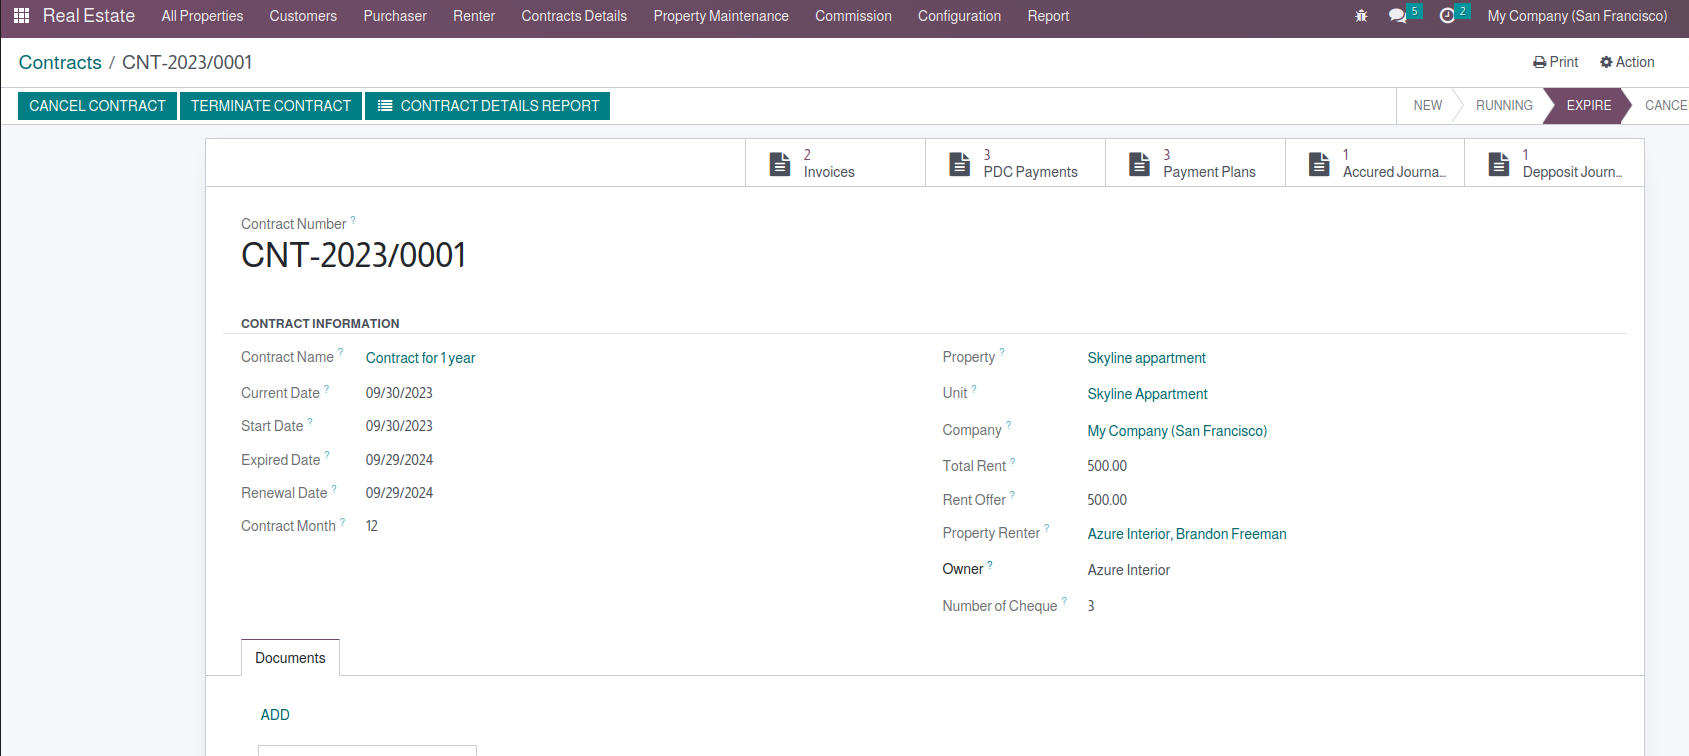 Real Estate All Properties Customers Purchaser Renter Contracts Details Property Maintenance Commission Configuration Report 5 2 My Company (San Francisco)
Contracts / CNT-2023/0001 Print Action
CANCEL CONTRACT TERMINATE CONTRACT CONTRACT DETAILS REPORT NEW RUNNING EXPIRE CANCE
2 Invoices 3 PDC Payments 3 Payment Plans 1 Accured Journa... 1 Depposit Journ...
Contract Number ?
CNT-2023/0001
CONTRACT INFORMATION
Contract Name ? Contract for 1 year
Current Date ? 09/30/2023
Start Date ? 09/30/2023
Expired Date ? 09/29/2024
Renewal Date ? 09/29/2024
Contract Month ? 12
Property ? Skyline appartment
Unit ? Skyline Appartment
Company ? My Company (San Francisco)
Total Rent ? 500.00
Rent Offer ? 500.00
Property Renter ? Azure Interior, Brandon Freeman
Owner ? Azure Interior
Number of Cheque ? 3
Documents
ADD